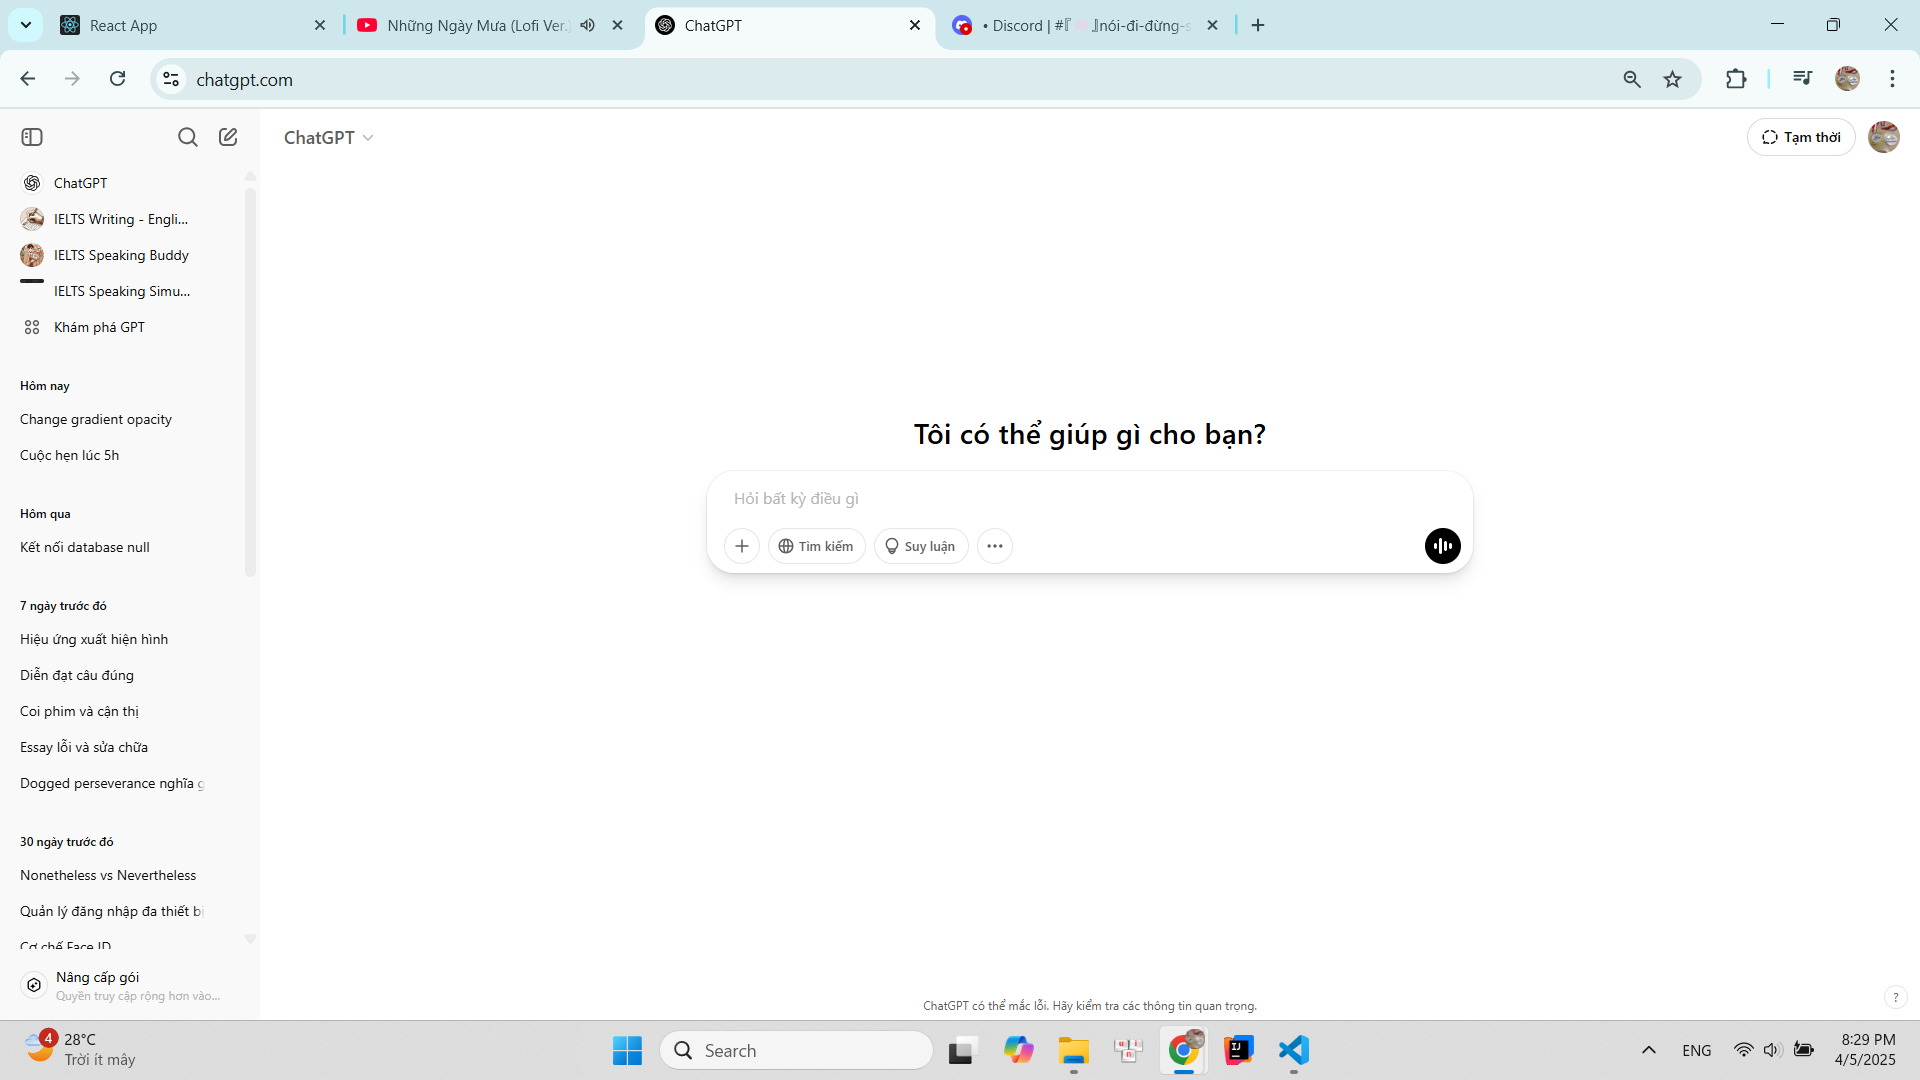 React App
Những Ngày Mưa (Lofi Ver.
ChatGPT
• Discord | #『 』nói-đi-đừng-s
chatgpt.com
ChatGPT
Tạm thời
ChatGPT
IELTS Writing - Engli...
IELTS Speaking Buddy
IELTS Speaking Simu...
Khám phá GPT
Hôm nay
Change gradient opacity
Cuộc hẹn lúc 5h
Hôm qua
Kết nối database null
7 ngày trước đó
Hiệu ứng xuất hiện hình
Diễn đạt câu đúng
Coi phim và cận thị
Essay lỗi và sửa chữa
Dogged perseverance nghĩa g
30 ngày trước đó
Nonetheless vs Nevertheless
Quản lý đăng nhập đa thiết bị
Cơ chế Face ID
Nâng cấp gói
Quyền truy cập rộng hơn vào...
Tôi có thể giúp gì cho bạn?
Hỏi bất kỳ điều gì
Tìm kiếm
Suy luận
ChatGPT có thể mắc lỗi. Hãy kiểm tra các thông tin quan trọng.
?
4
28°C
Trời ít mây
Search
ENG
8:29 PM
4/5/2025